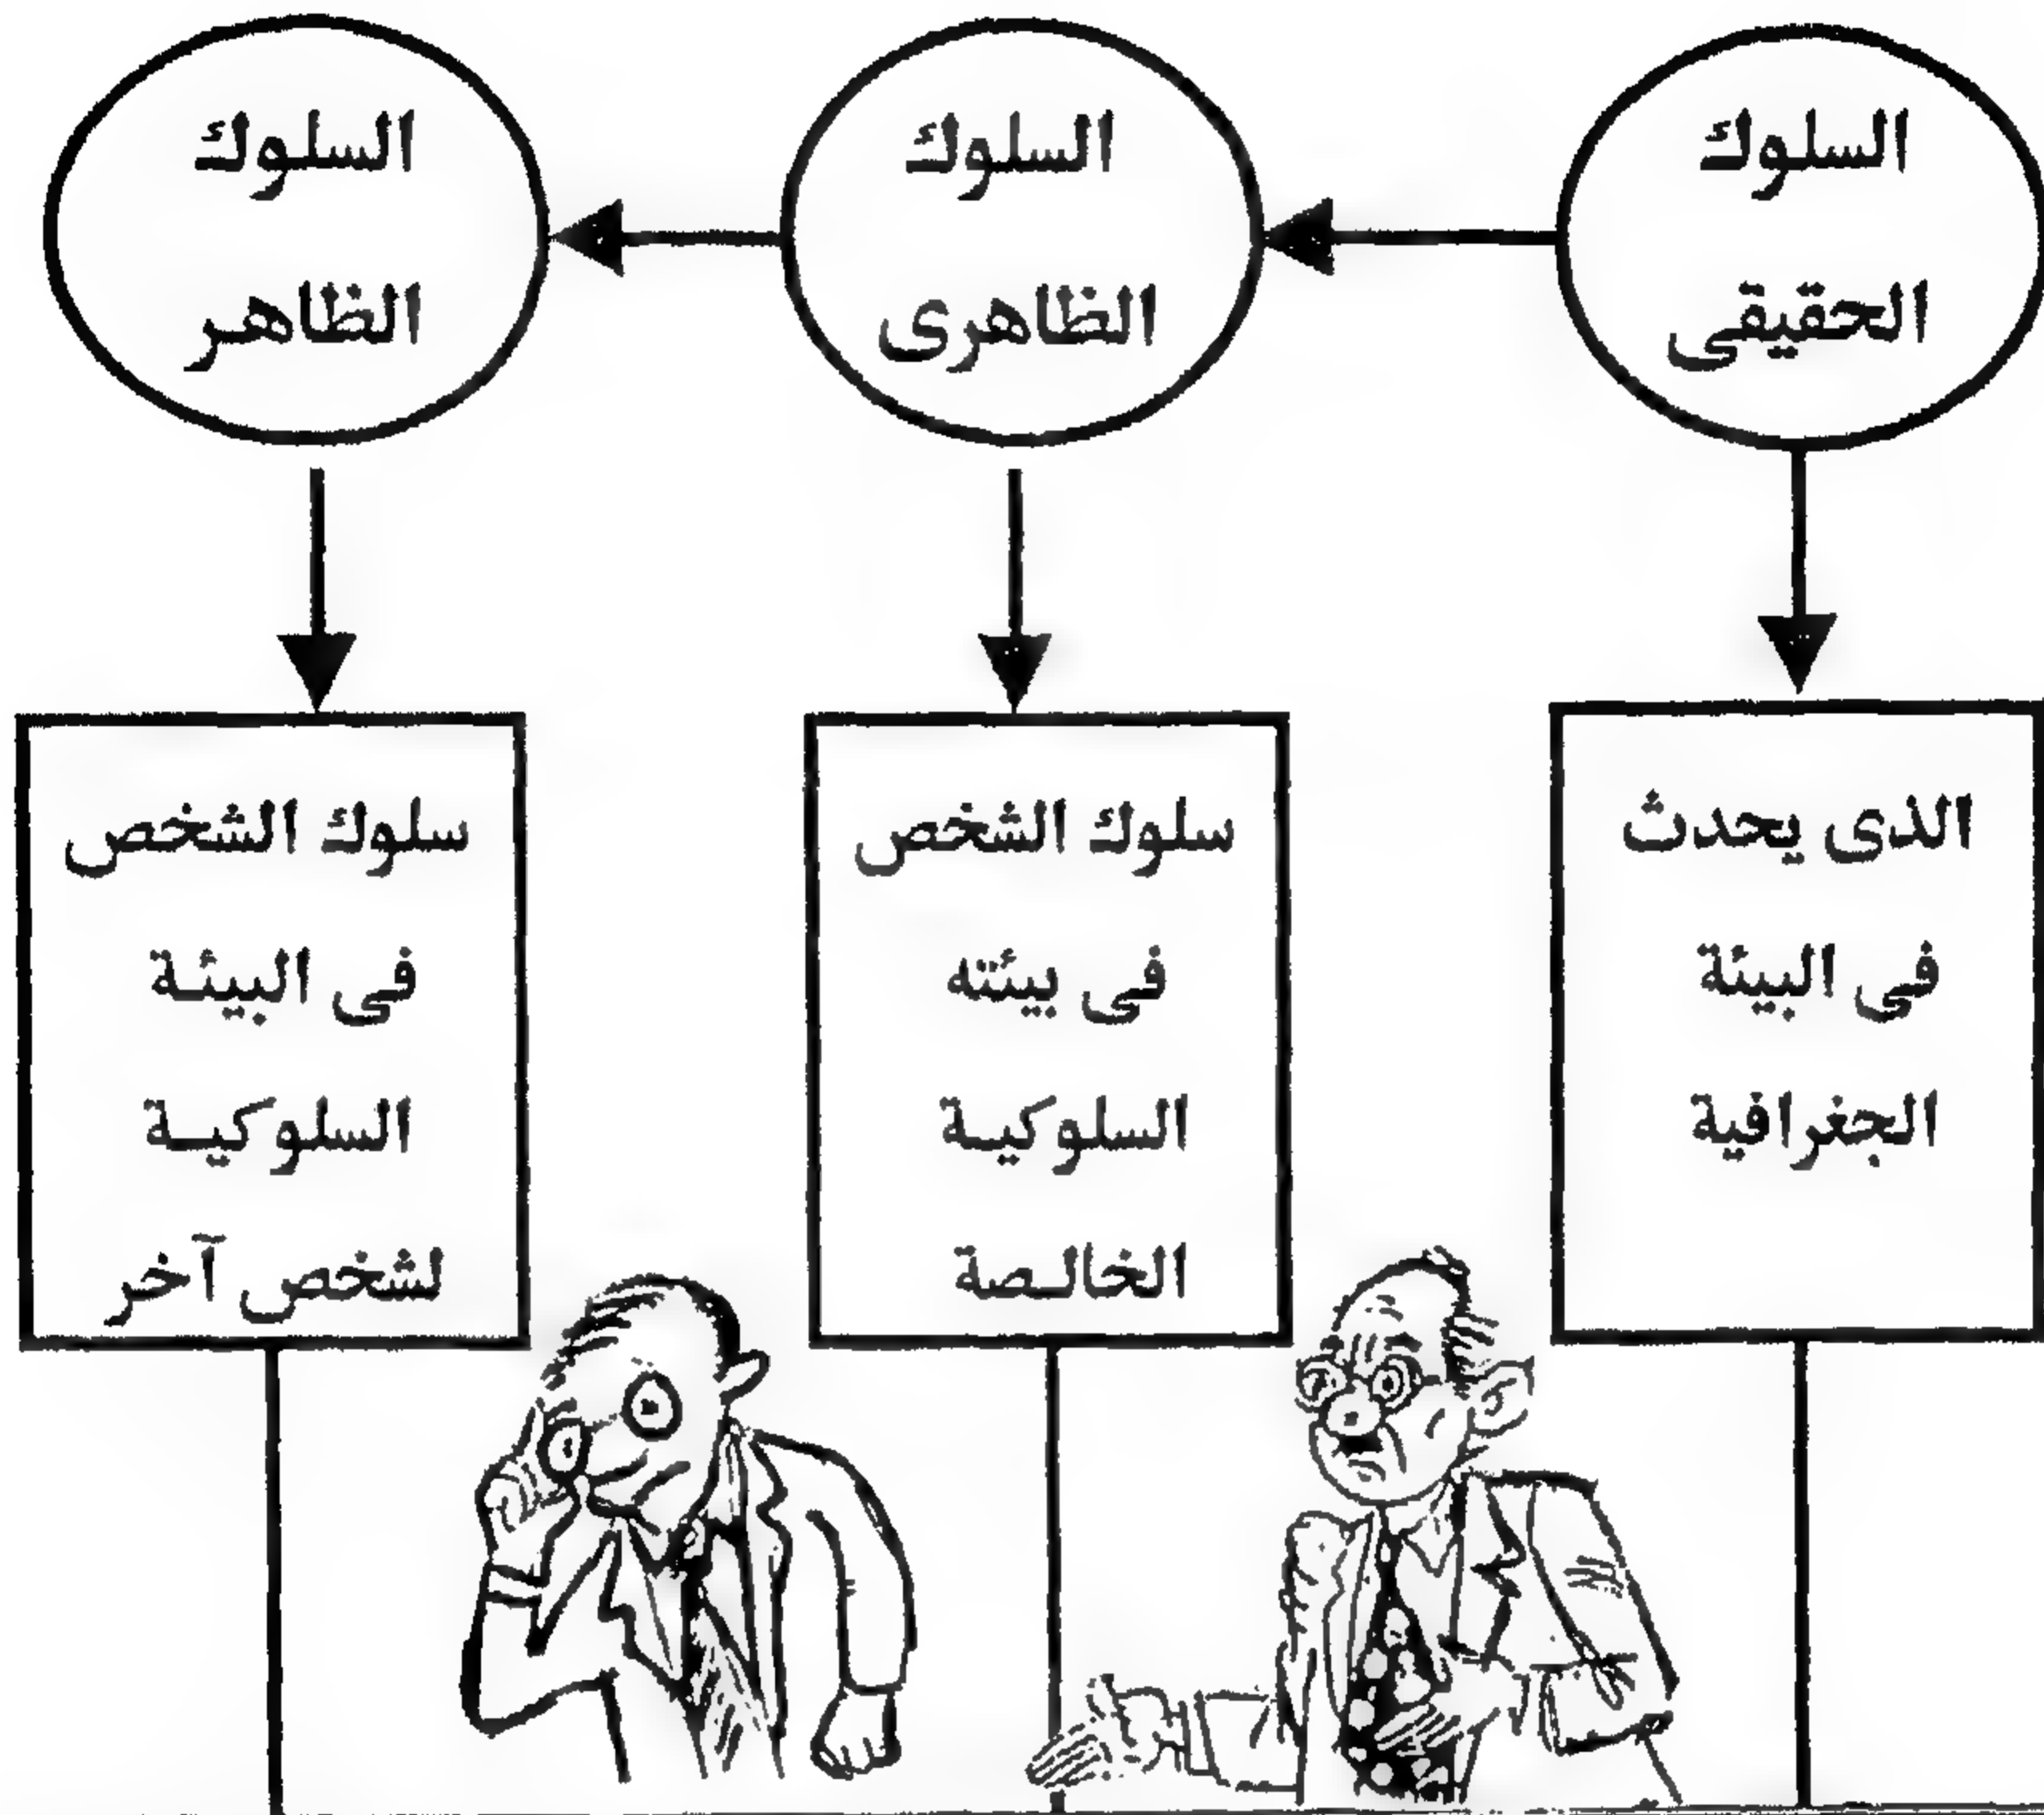 السلوك
الحقيقى
السلوك
الظاهرى
السلوك
الظاهر
الذى يحدث
فى البيئة
الجغرافية
سلوك الشخص
فى بيئته
السلوكية
الخالصة
سلوك الشخص
فى البيئة
السلوكية
لشخص آخر